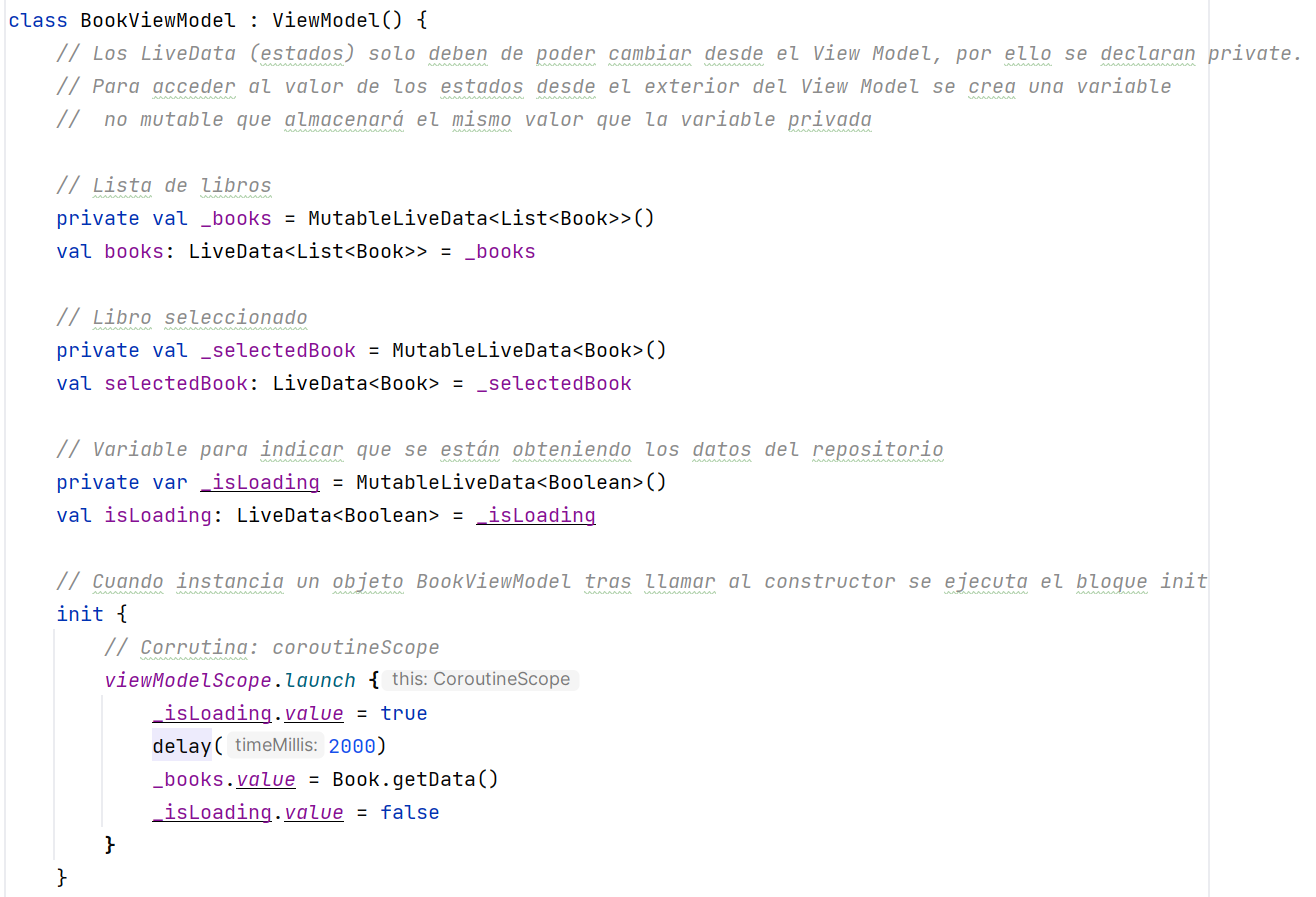 class BookViewModel : ViewModel() {
// Los LiveData (estados) solo deben de poder cambiar desde el View Model, por ello se declaran private.
// Para acceder al valor de los estados desde el exterior del View Model se crea una variable
//  no mutable que almacenará el mismo valor que la variable privada
// Lista de libros
private val _books = MutableLiveData<List<Book>>()
val books: LiveData<List<Book>> = _books
// Libro seleccionado
private val _selectedBook = MutableLiveData<Book>()
val selectedBook: LiveData<Book> = _selectedBook
// Variable para indicar que se están obteniendo los datos del repositorio
private var _isLoading = MutableLiveData<Boolean>()
val isLoading: LiveData<Boolean> = _isLoading
// Cuando instancia un objeto BookViewModel tras llamar al constructor se ejecuta el bloque init
init {
// Corrutina: coroutineScope
viewModelScope.launch { this: CoroutineScope
_isLoading.value = true
delay( timeMillis: 2000)
_books.value = Book.getData()
_isLoading.value = false
}
}